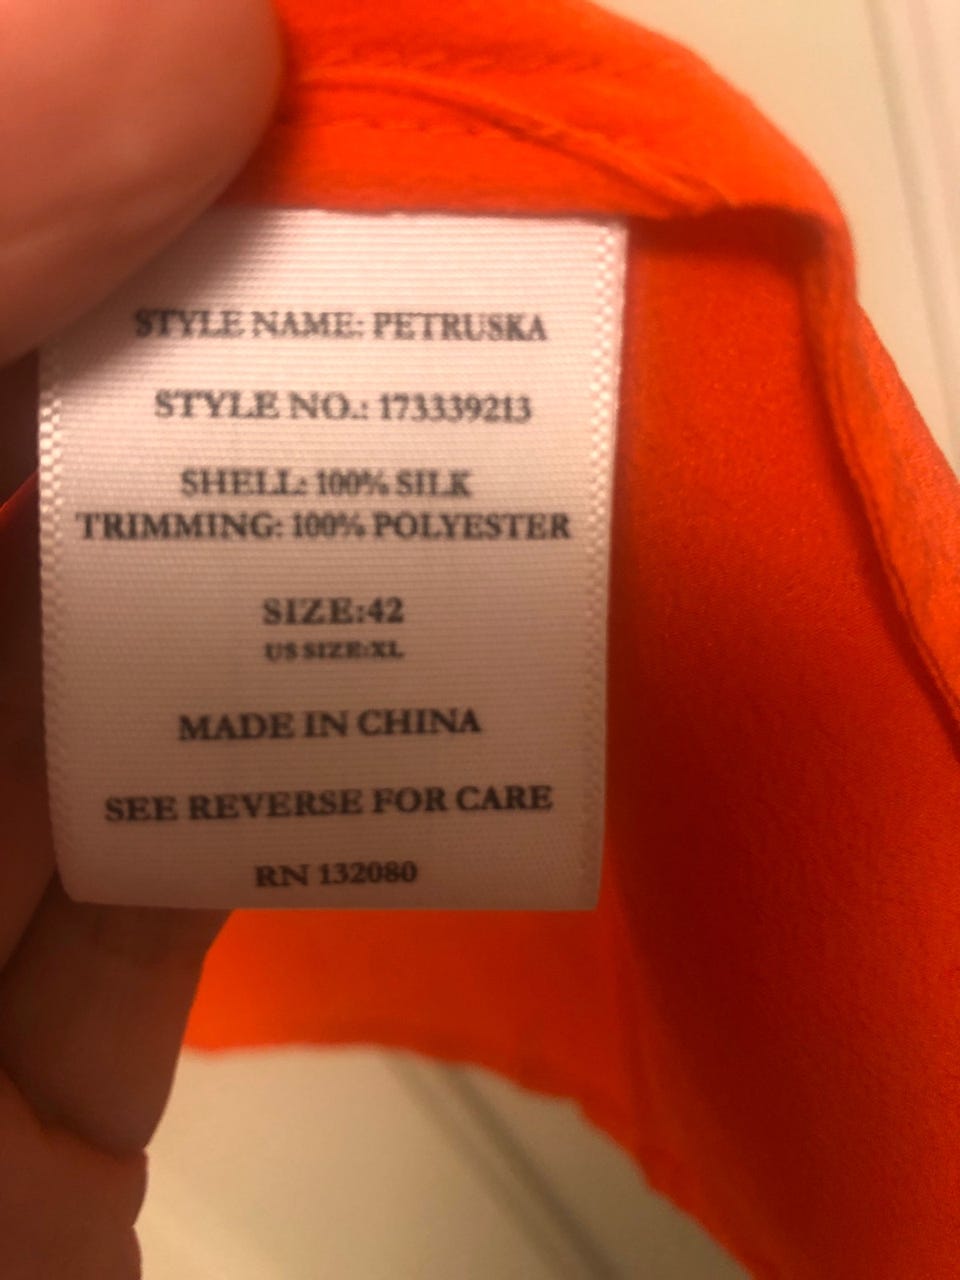 STYLE NAME: PETRUSKA
STYLE NO.: 173339213
SHELL: 100% SILK
TRIMMING: 100% POLYESTER
SIZE:42
US SIZE:XL
MADE IN CHINA
SEE REVERSE FOR CARE
RN 132080